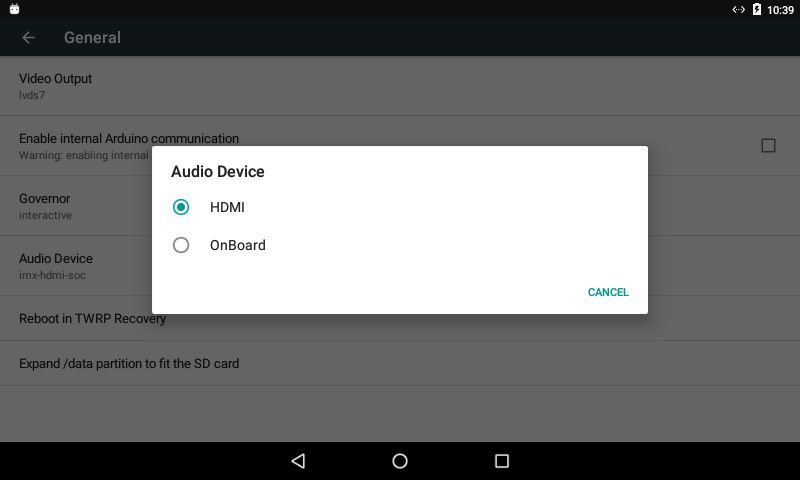 10:39
General
Video Output
lvds7
Enable internal Arduino communication
Warning: enabling internal
Governor
interactive
Audio Device
imx-hdmi-soc
Reboot in TWRP Recovery
Expand /data partition to fit the SD card
Audio Device
HDMI
OnBoard
CANCEL